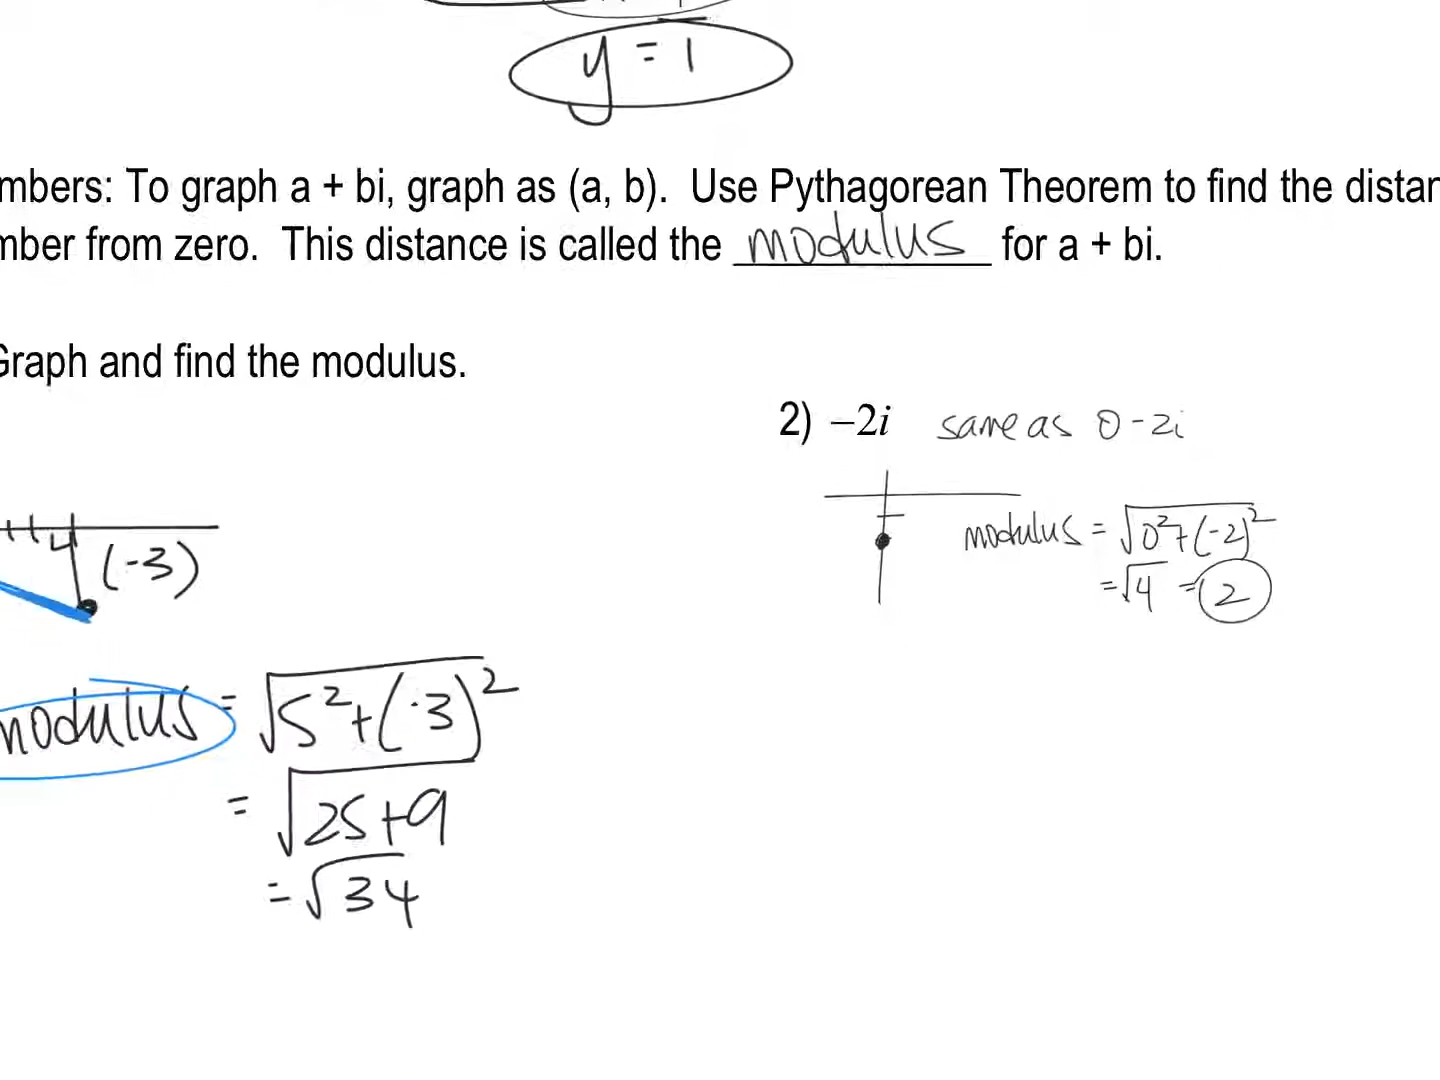 y = 1
mbers: To graph a + bi, graph as (a, b). Use Pythagorean Theorem to find the distan
mber from zero. This distance is called the modulus for a + bi.
Graph and find the modulus.
2) −2i same as 0-2i
(-3)
modulus = √0²+(-2)²
= √4 = 2
modulus = √5²+(-3)²
= √25+9
= √34